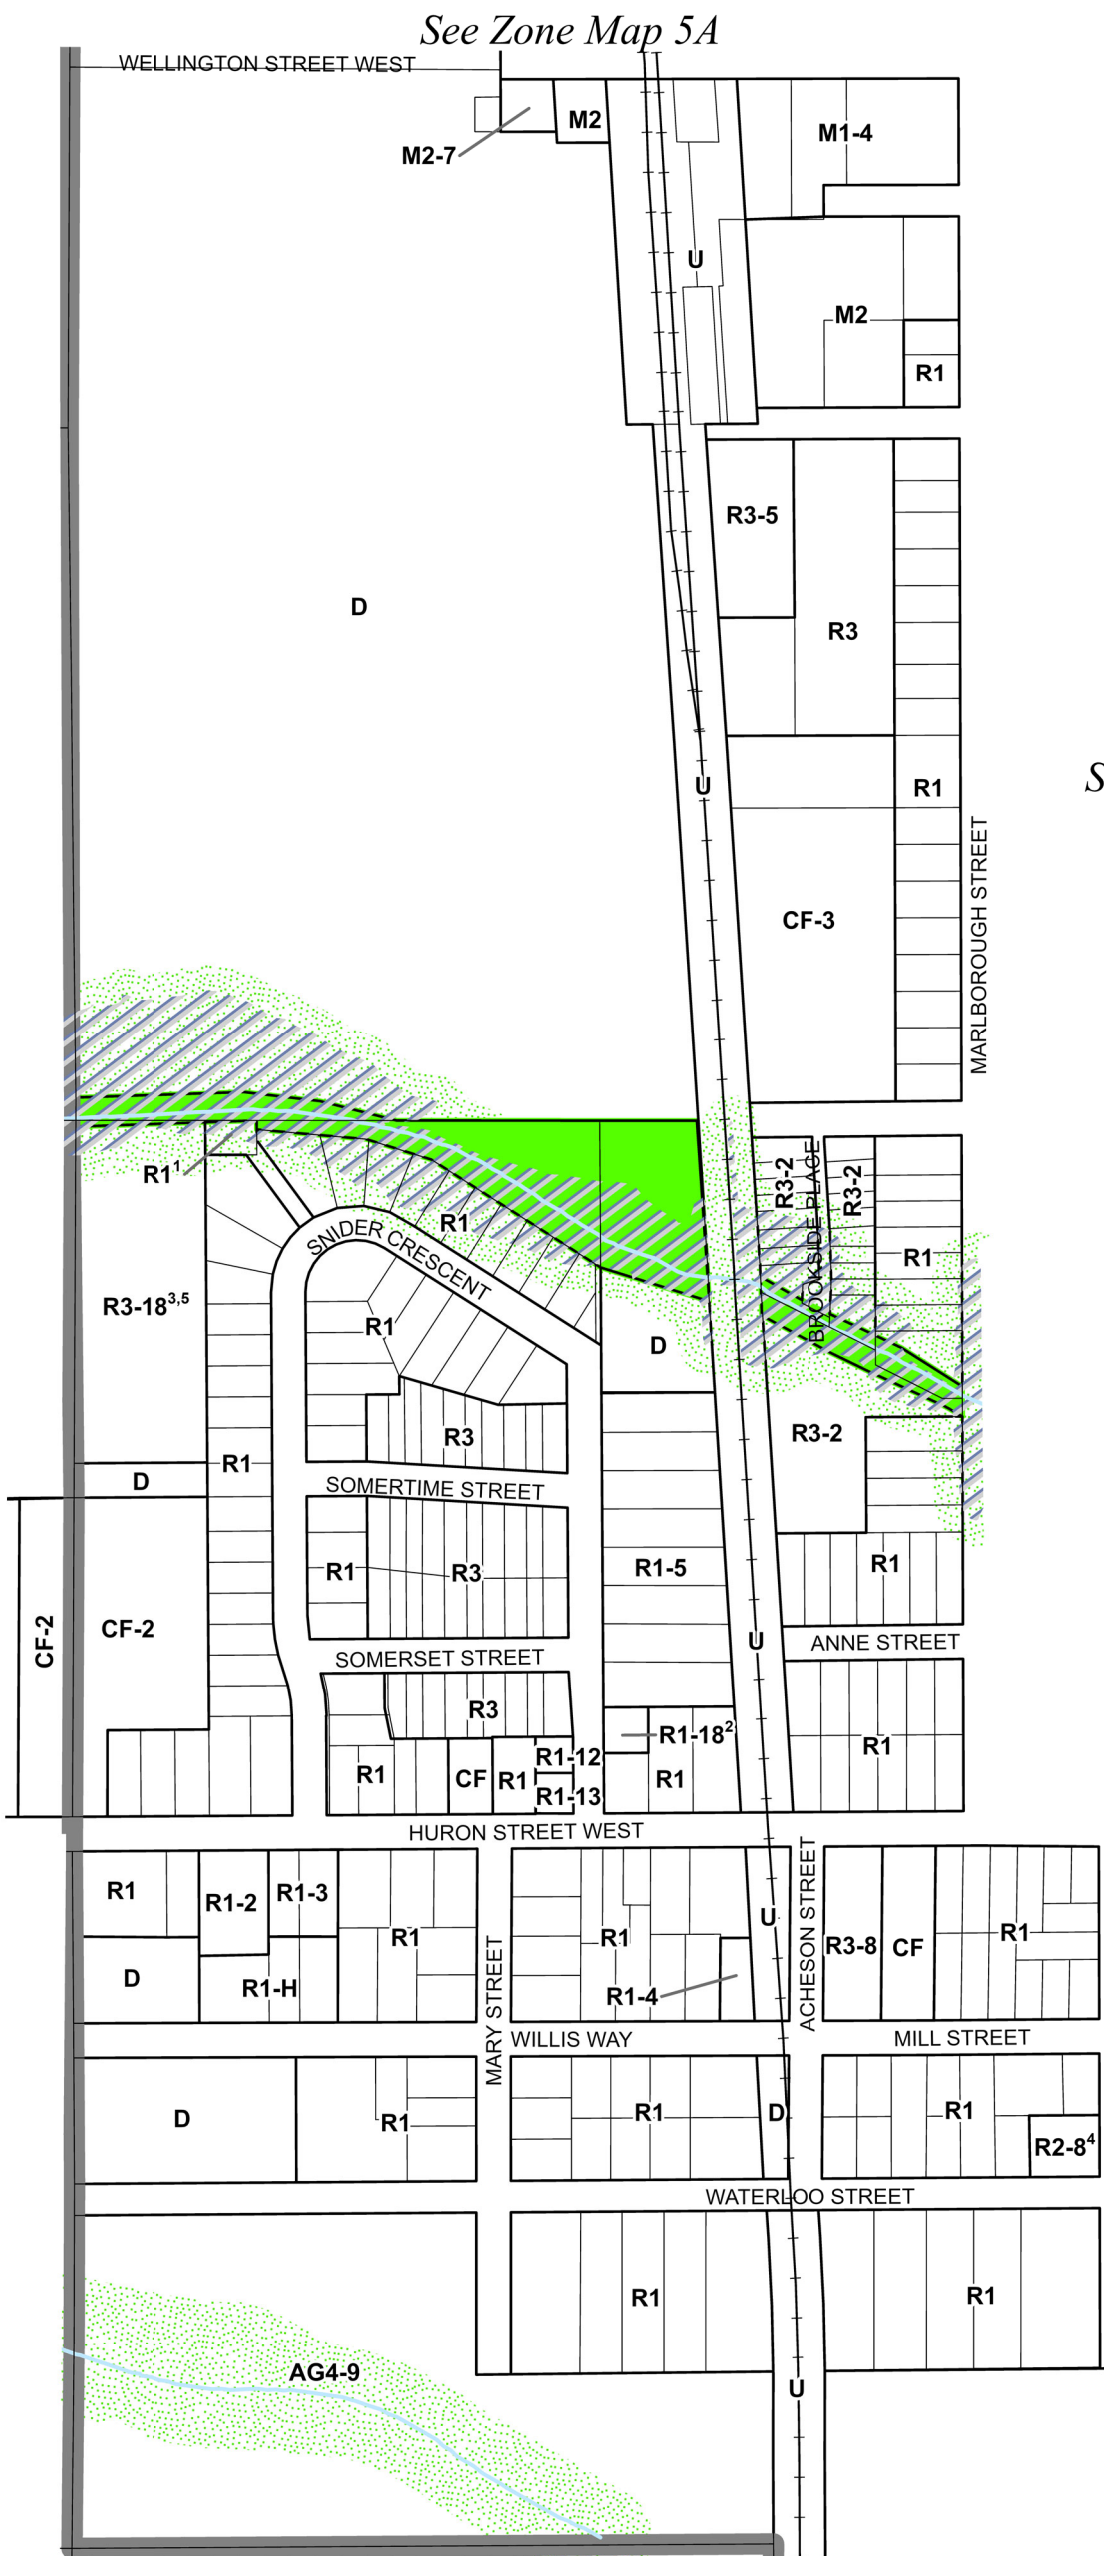 See Zone Map 5A
WELLINGTON STREET WEST
M2
M1-4
M2-7
U
M2
R1
R3-5
D
R3
U
R1
S
MARLBOROUGH STREET
CF-3
R1¹
R3-2
BROOKSIDE PLACE
R3-2
R1
SNIDER CRESCENT
R1
R3-18³,⁵
R1
D
R3-2
R3
R1
D
SOMERTIME STREET
R1
R3
R1-5
R1
CF-2
CF-2
U
ANNE STREET
SOMERSET STREET
R3
R1-18²
R1
R1-12
R1
CF
R1
R1-13
R1
HURON STREET WEST
ACHESON STREET
R1
R1-2
R1-3
U
R1
R1
R1
R3-8
CF
D
R1-H
R1-4
MARY STREET
WILLIS WAY
MILL STREET
D
R1
R1
D
R1
R2-8⁴
WATERLOO STREET
R1
R1
AG4-9
U